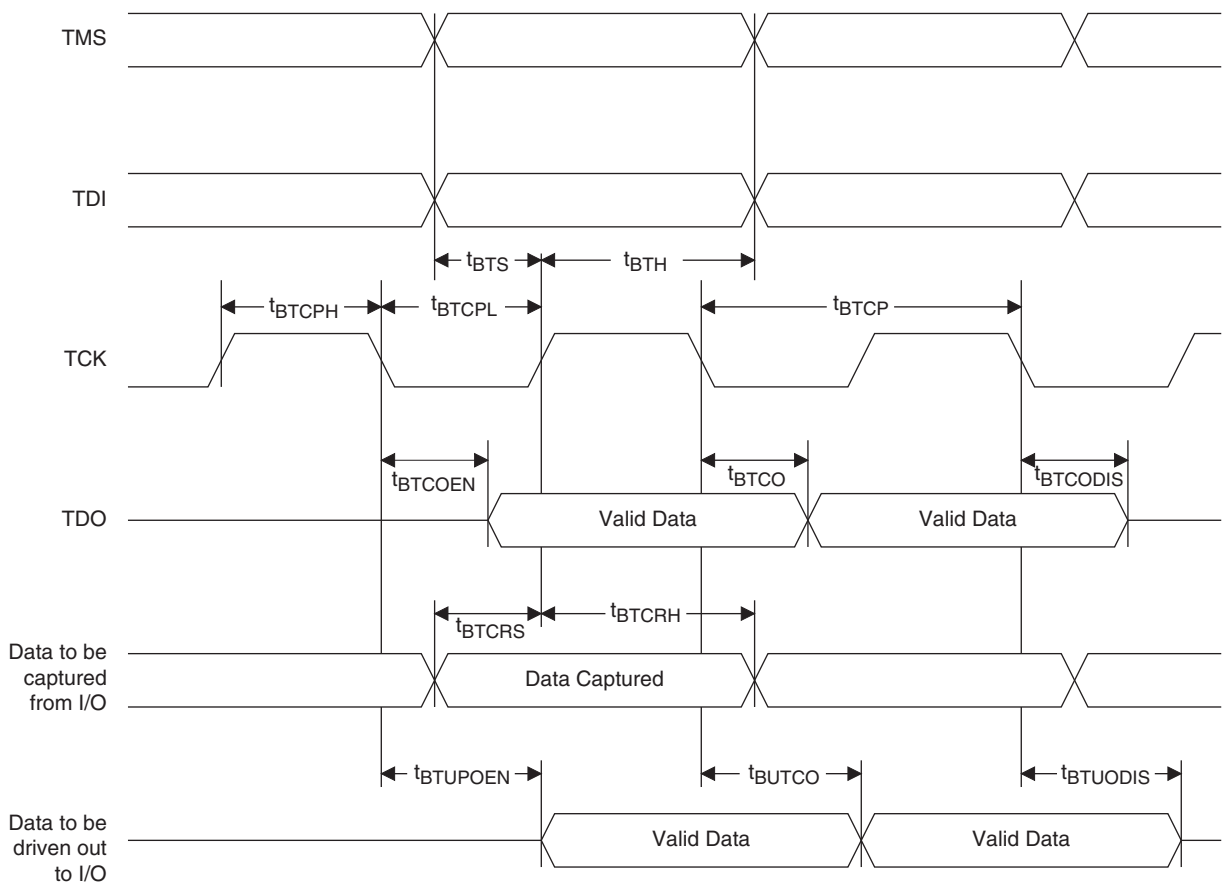 TMS
TDI
tBTS
tBTH
tBTCPH
tBTCPL
tBTCP
TCK
tBTCOEN
tBTCO
tBTCODIS
TDO
Valid Data
Valid Data
tBTCRS
tBTCRH
Data to be
captured
from I/O
Data Captured
tBTUPOEN
tBUTCO
tBTUODIS
Data to be
driven out
to I/O
Valid Data
Valid Data